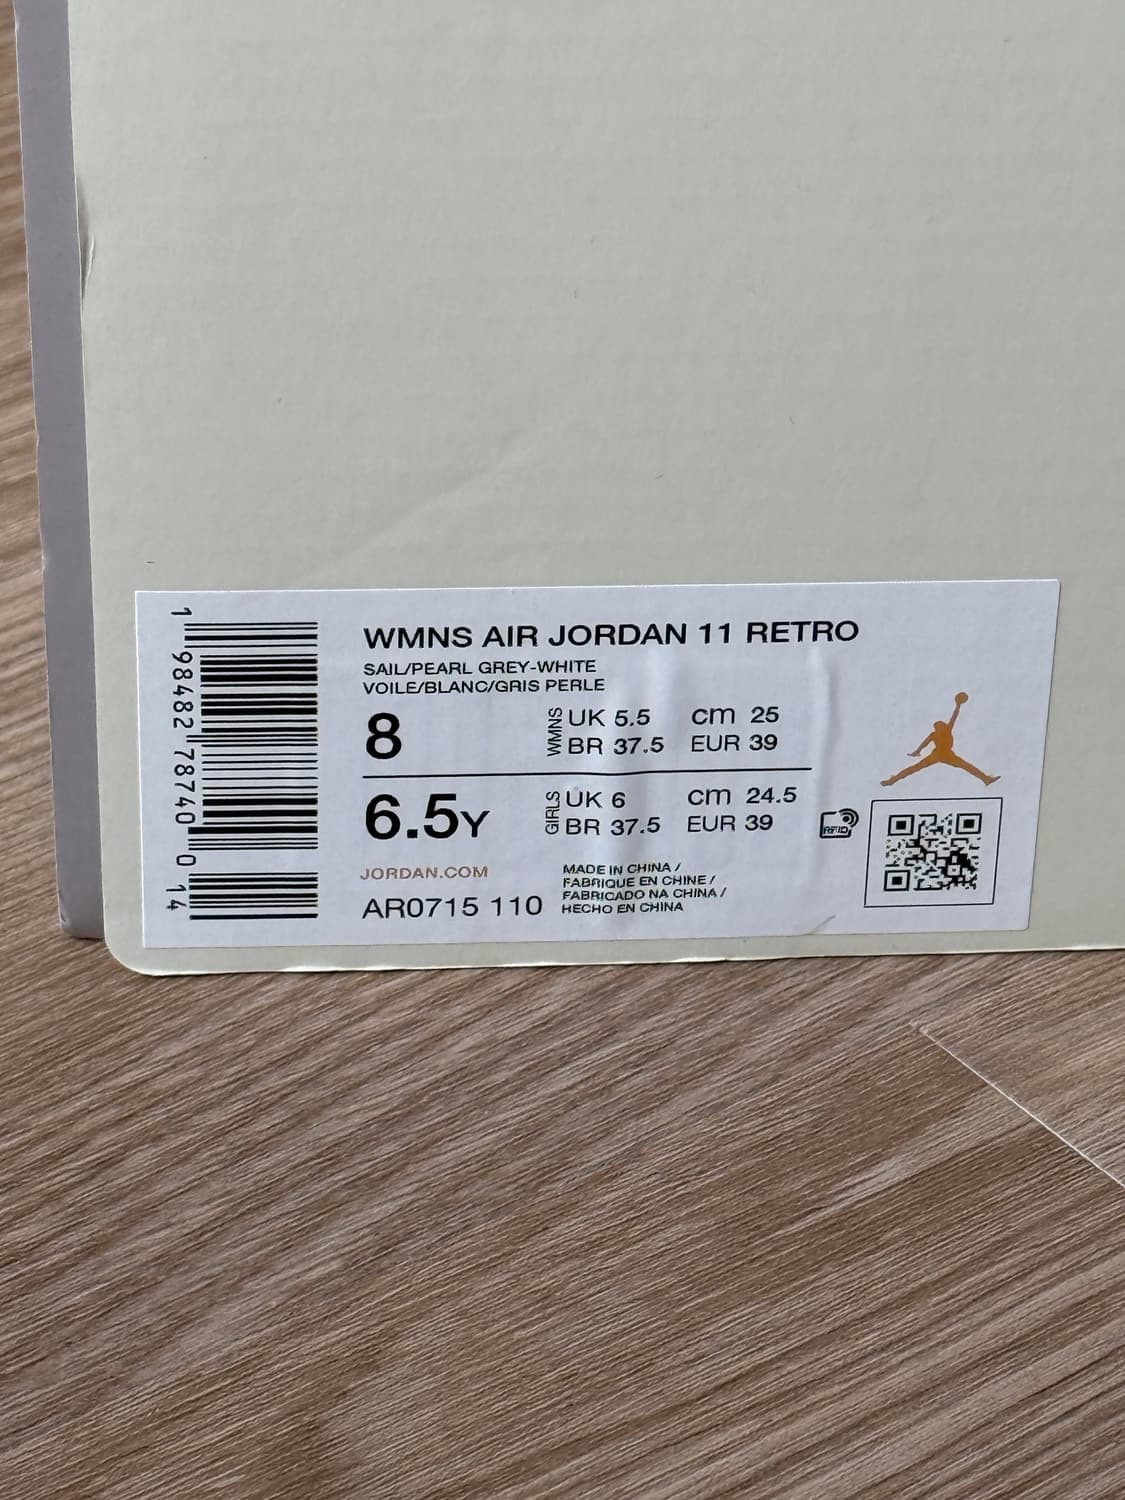 WMNS AIR JORDAN 11 RETRO
SAIL/PEARL GREY-WHITE
VOILE/BLANC/GRIS PERLE
8 WMNS UK 5.5 cm 25
BR 37.5 EUR 39
6.5Y GIRLS UK 6 cm 24.5
BR 37.5 EUR 39
RFID
JORDAN.COM
AR0715 110
MADE IN CHINA /
FABRIQUE EN CHINE /
FABRICADO NA CHINA /
HECHO EN CHINA
1 98482 78740 0 14